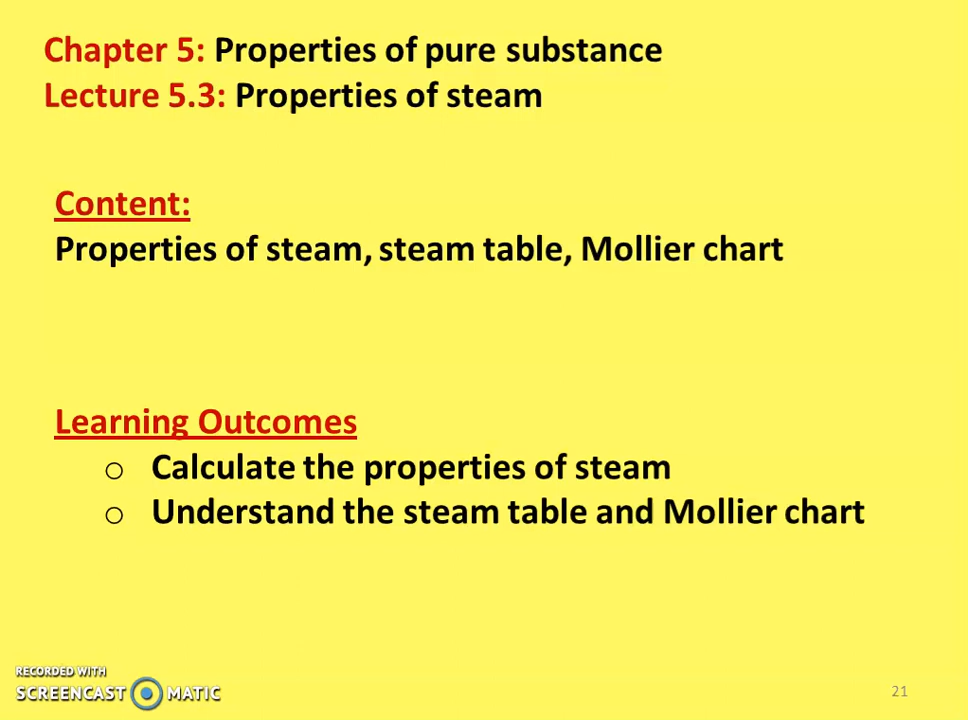 Chapter 5: Properties of pure substance
Lecture 5.3: Properties of steam
Content:
Properties of steam, steam table, Mollier chart
Learning Outcomes
o Calculate the properties of steam
o Understand the steam table and Mollier chart
RECORDED WITH
SCREENCAST MATIC
21